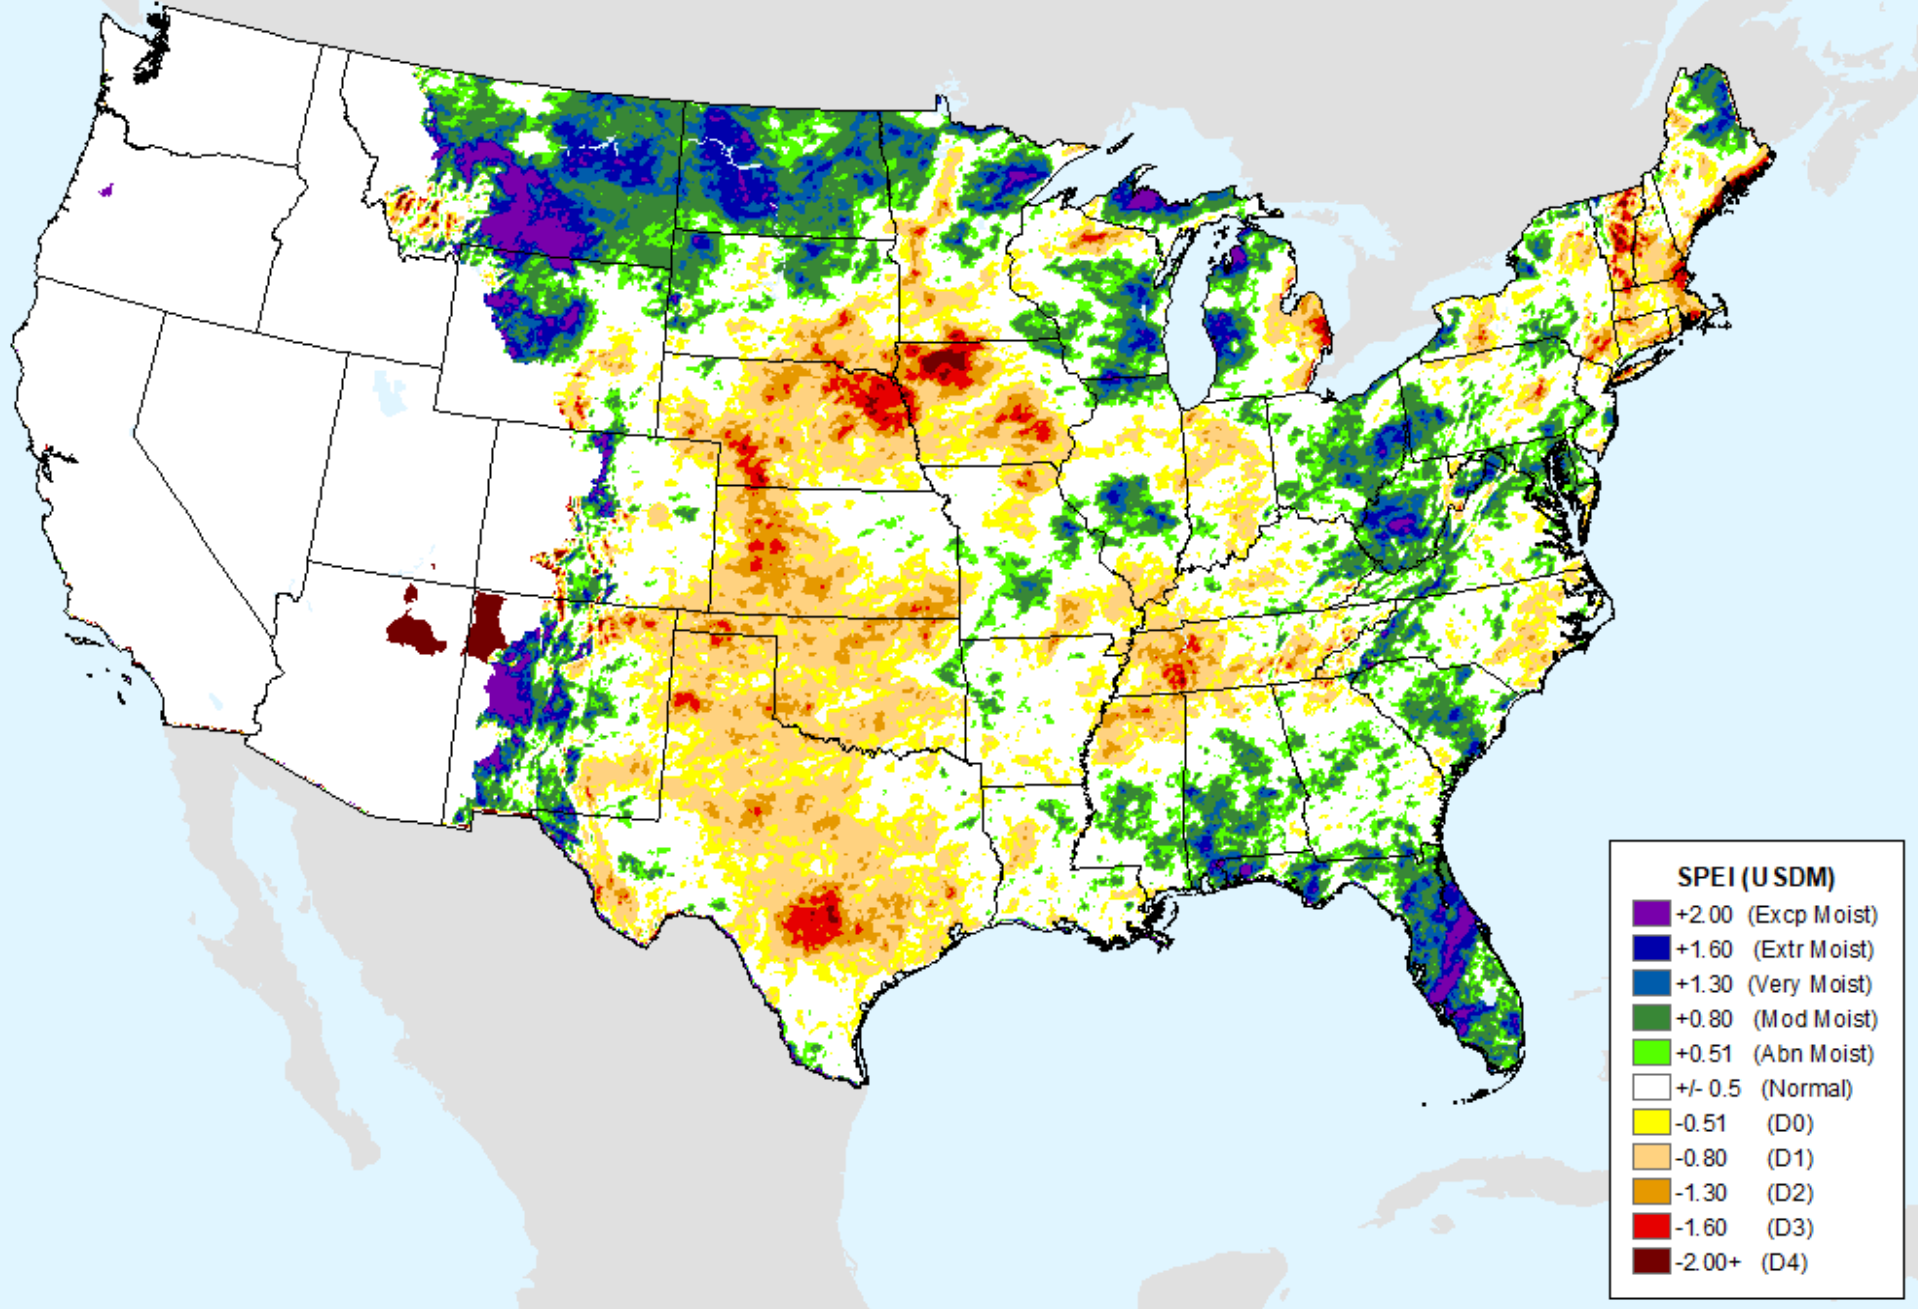 SPEI (USDM)
+2.00 (Excp Moist)
+1.60 (Extr Moist)
+1.30 (Very Moist)
+0.80 (Mod Moist)
+0.51 (Abn Moist)
+/- 0.5 (Normal)
-0.51 (D0)
-0.80 (D1)
-1.30 (D2)
-1.60 (D3)
-2.00+ (D4)